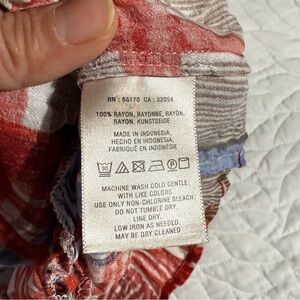 RN : 66170 CA : 32054
100% RAYON, RAYONNE, RAYÓN,
RAYON, KUNSTSEIDE
MADE IN INDONESIA,
HECHO EN INDONESIA,
FABRIQUÉ EN INDONÉSIE
30
MACHINE WASH COLD GENTLE
WITH LIKE COLORS.
USE ONLY NON-CHLORINE BLEACH.
DO NOT TUMBLE DRY.
LINE DRY.
LOW IRON AS NEEDED.
MAY BE DRY CLEANED